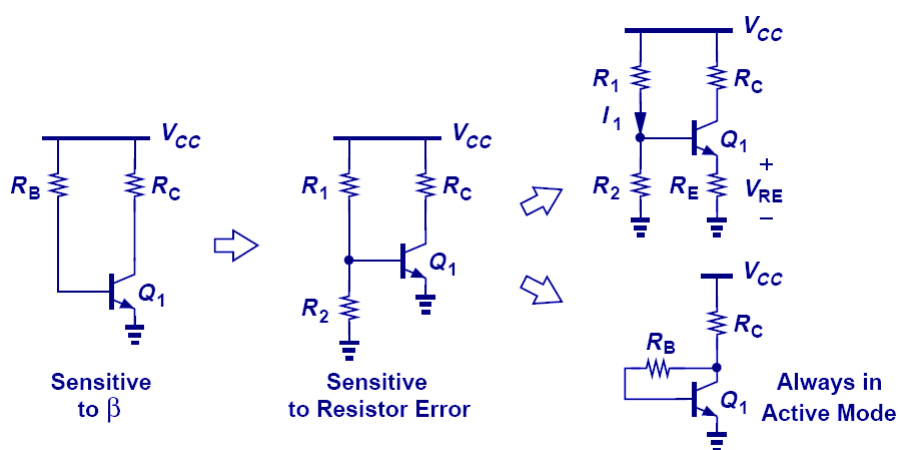 V_CC
R_B
R_C
Q_1
Sensitive
to β
V_CC
R_1
R_C
Q_1
R_2
Sensitive
to Resistor Error
V_CC
R_1
R_C
I_1
Q_1
+
R_2
R_E
V_RE
–
V_CC
R_C
R_B
Q_1
Always in
Active Mode